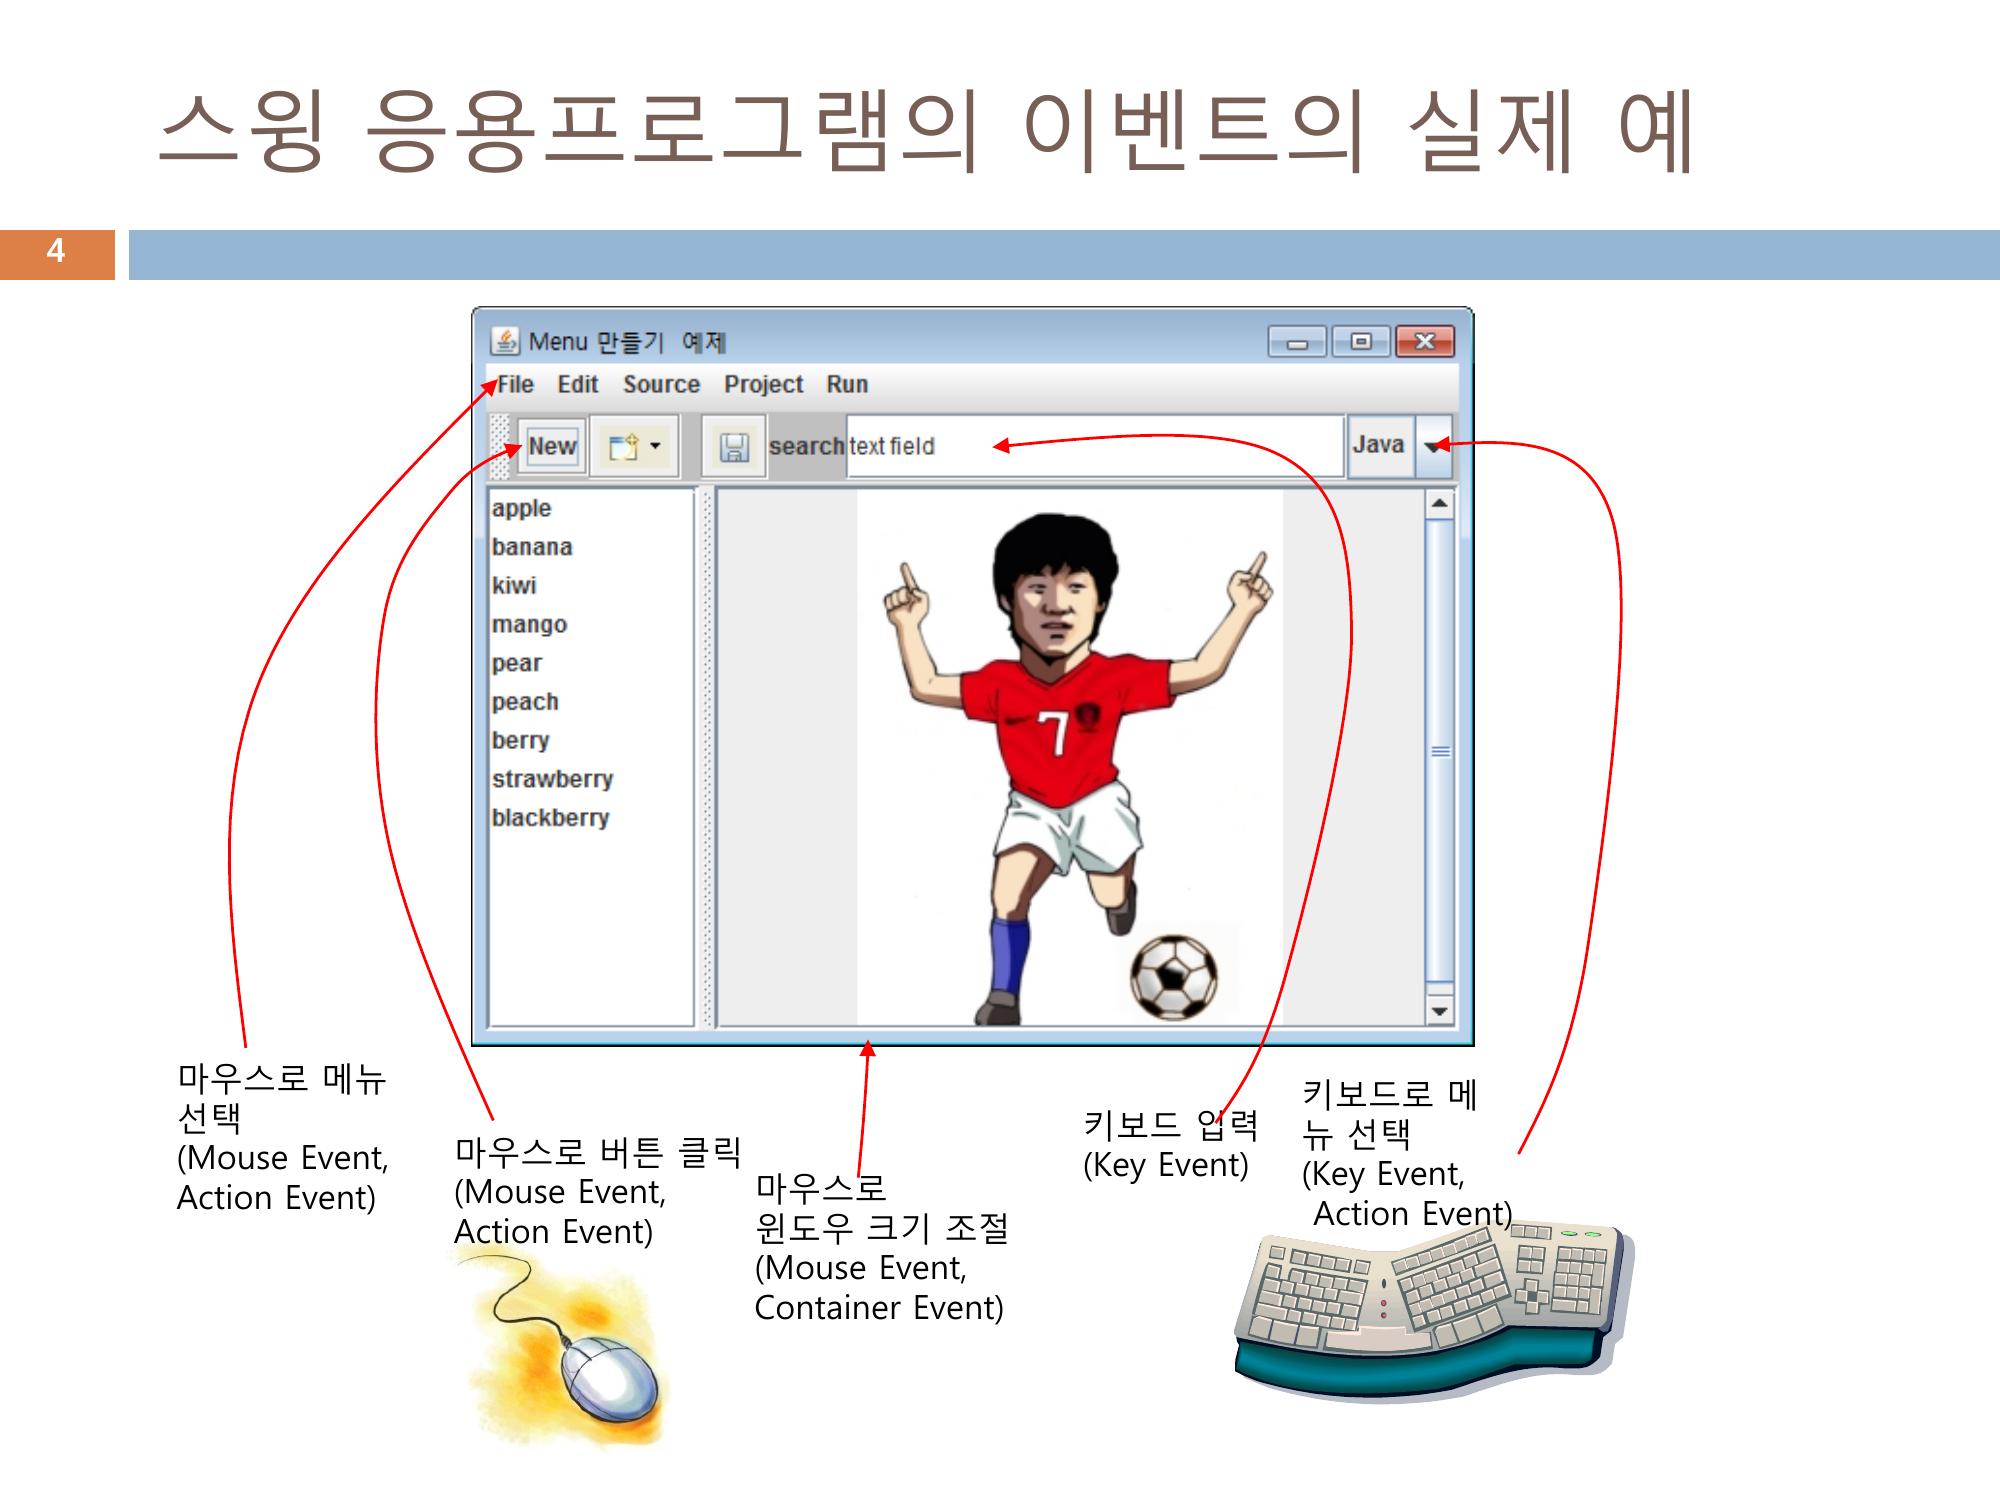 스윙 응용프로그램의 이벤트의 실제 예
4
Menu 만들기 예제
File Edit Source Project Run
New search text field Java
apple
banana
kiwi
mango
pear
peach
berry
strawberry
blackberry
7
마우스로 메뉴
선택
(Mouse Event,
Action Event)
마우스로 버튼 클릭
(Mouse Event,
Action Event)
마우스로
윈도우 크기 조절
(Mouse Event,
Container Event)
키보드 입력
(Key Event)
키보드로 메
뉴 선택
(Key Event,
Action Event)